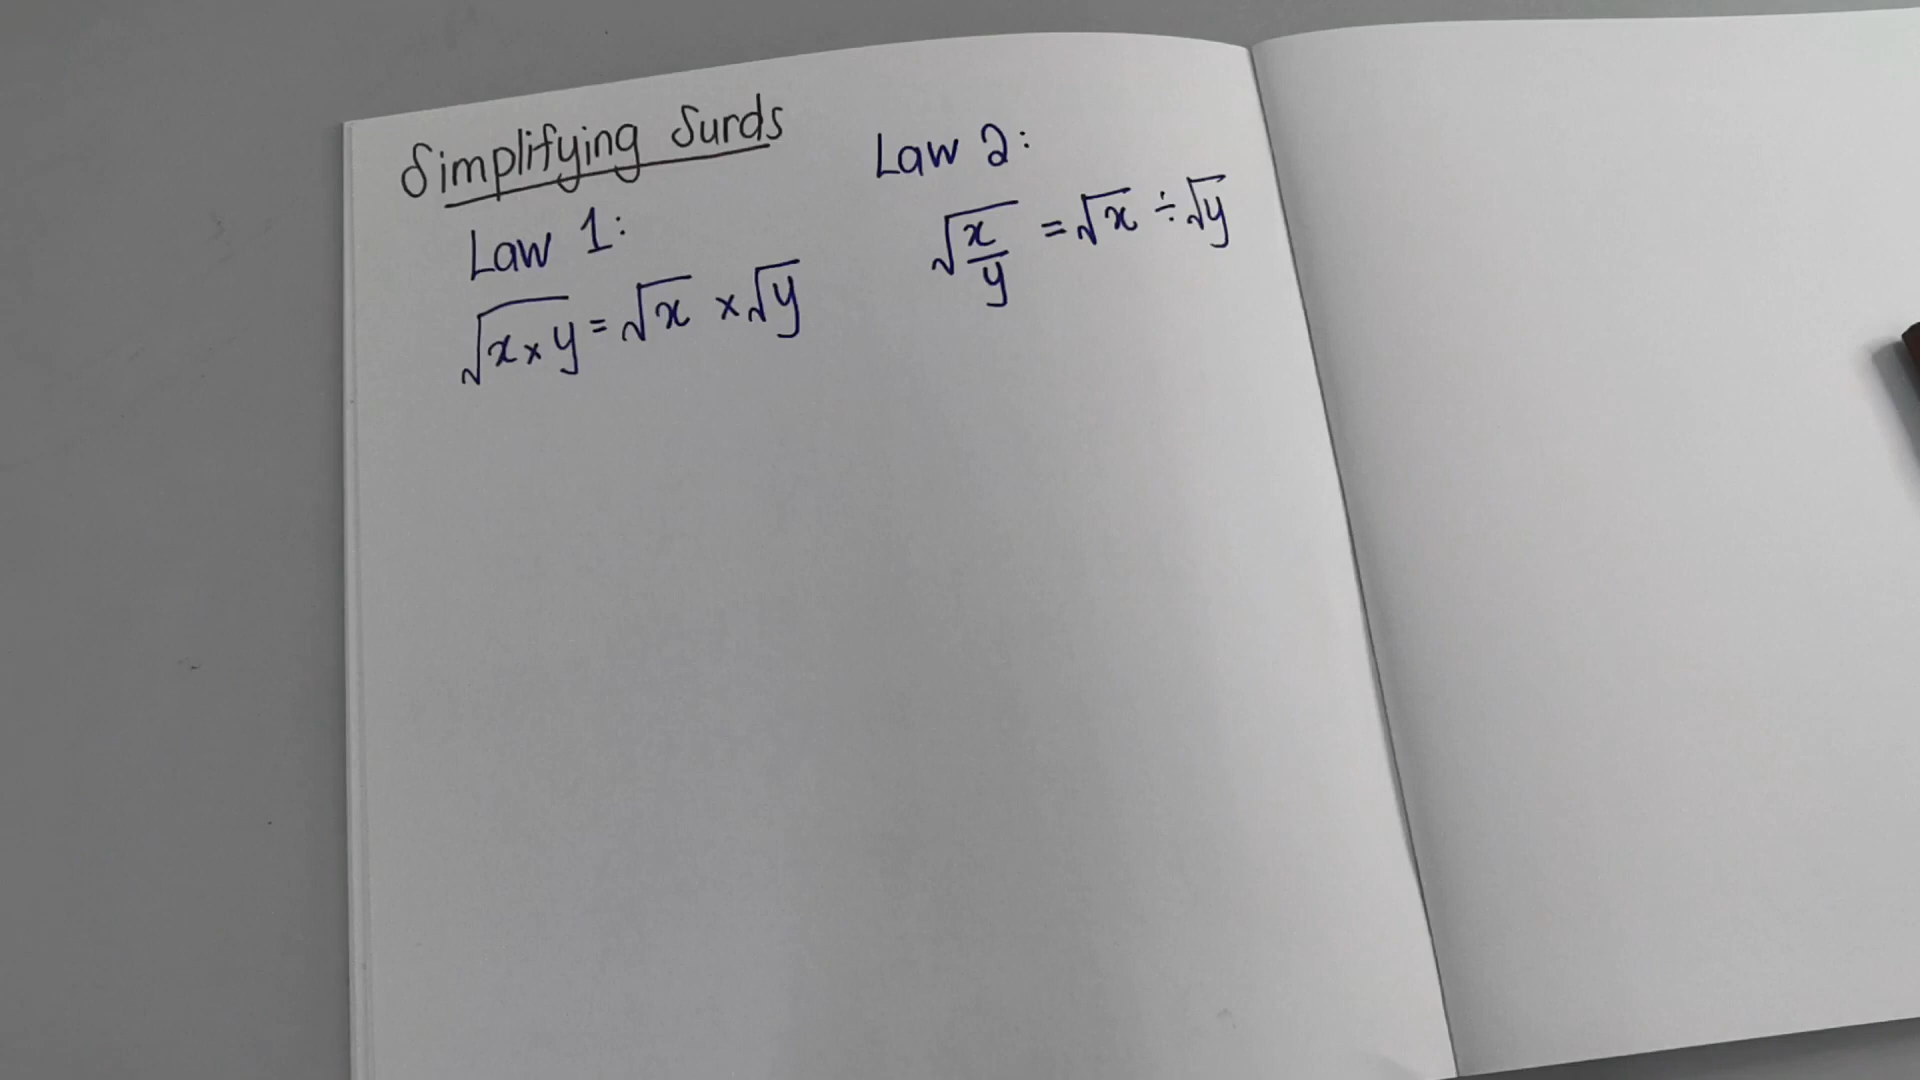 Simplifying Surds
Law 1:
√x×y = √x ×√y
Law 2:
√x/y = √x ÷ √y